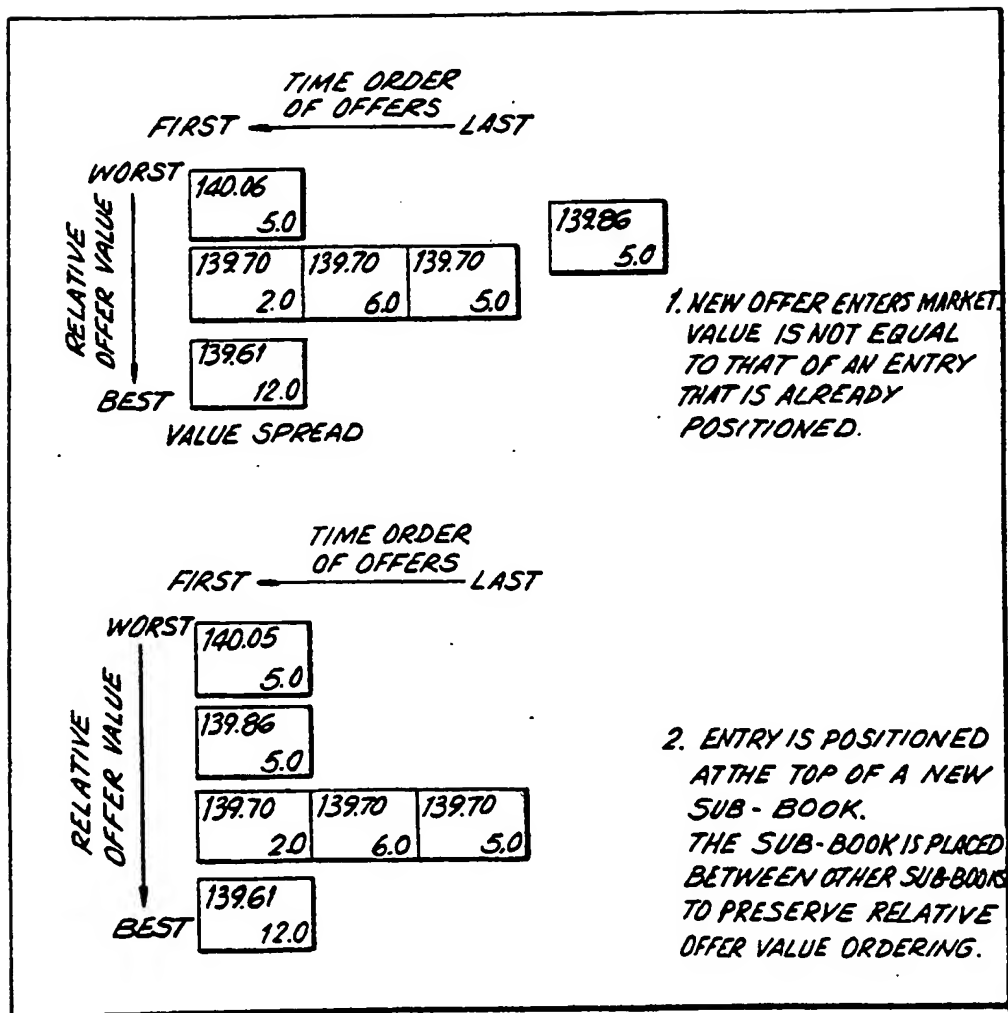 TIME ORDER
OF OFFERS
FIRST LAST
WORST
RELATIVE
OFFER VALUE
BEST
140.06
5.0
139.70 139.70 139.70
2.0 6.0 5.0
139.61
12.0
VALUE SPREAD
139.86
5.0
1. NEW OFFER ENTERS MARKET.
VALUE IS NOT EQUAL
TO THAT OF AN ENTRY
THAT IS ALREADY
POSITIONED.
TIME ORDER
OF OFFERS
FIRST LAST
WORST
RELATIVE
OFFER VALUE
BEST
140.05
5.0
139.86
5.0
139.70 139.70 139.70
2.0 6.0 5.0
139.61
12.0
2. ENTRY IS POSITIONED
AT THE TOP OF A NEW
SUB-BOOK.
THE SUB-BOOK IS PLACED
BETWEEN OTHER SUB-BOOKS
TO PRESERVE RELATIVE
OFFER VALUE ORDERING.